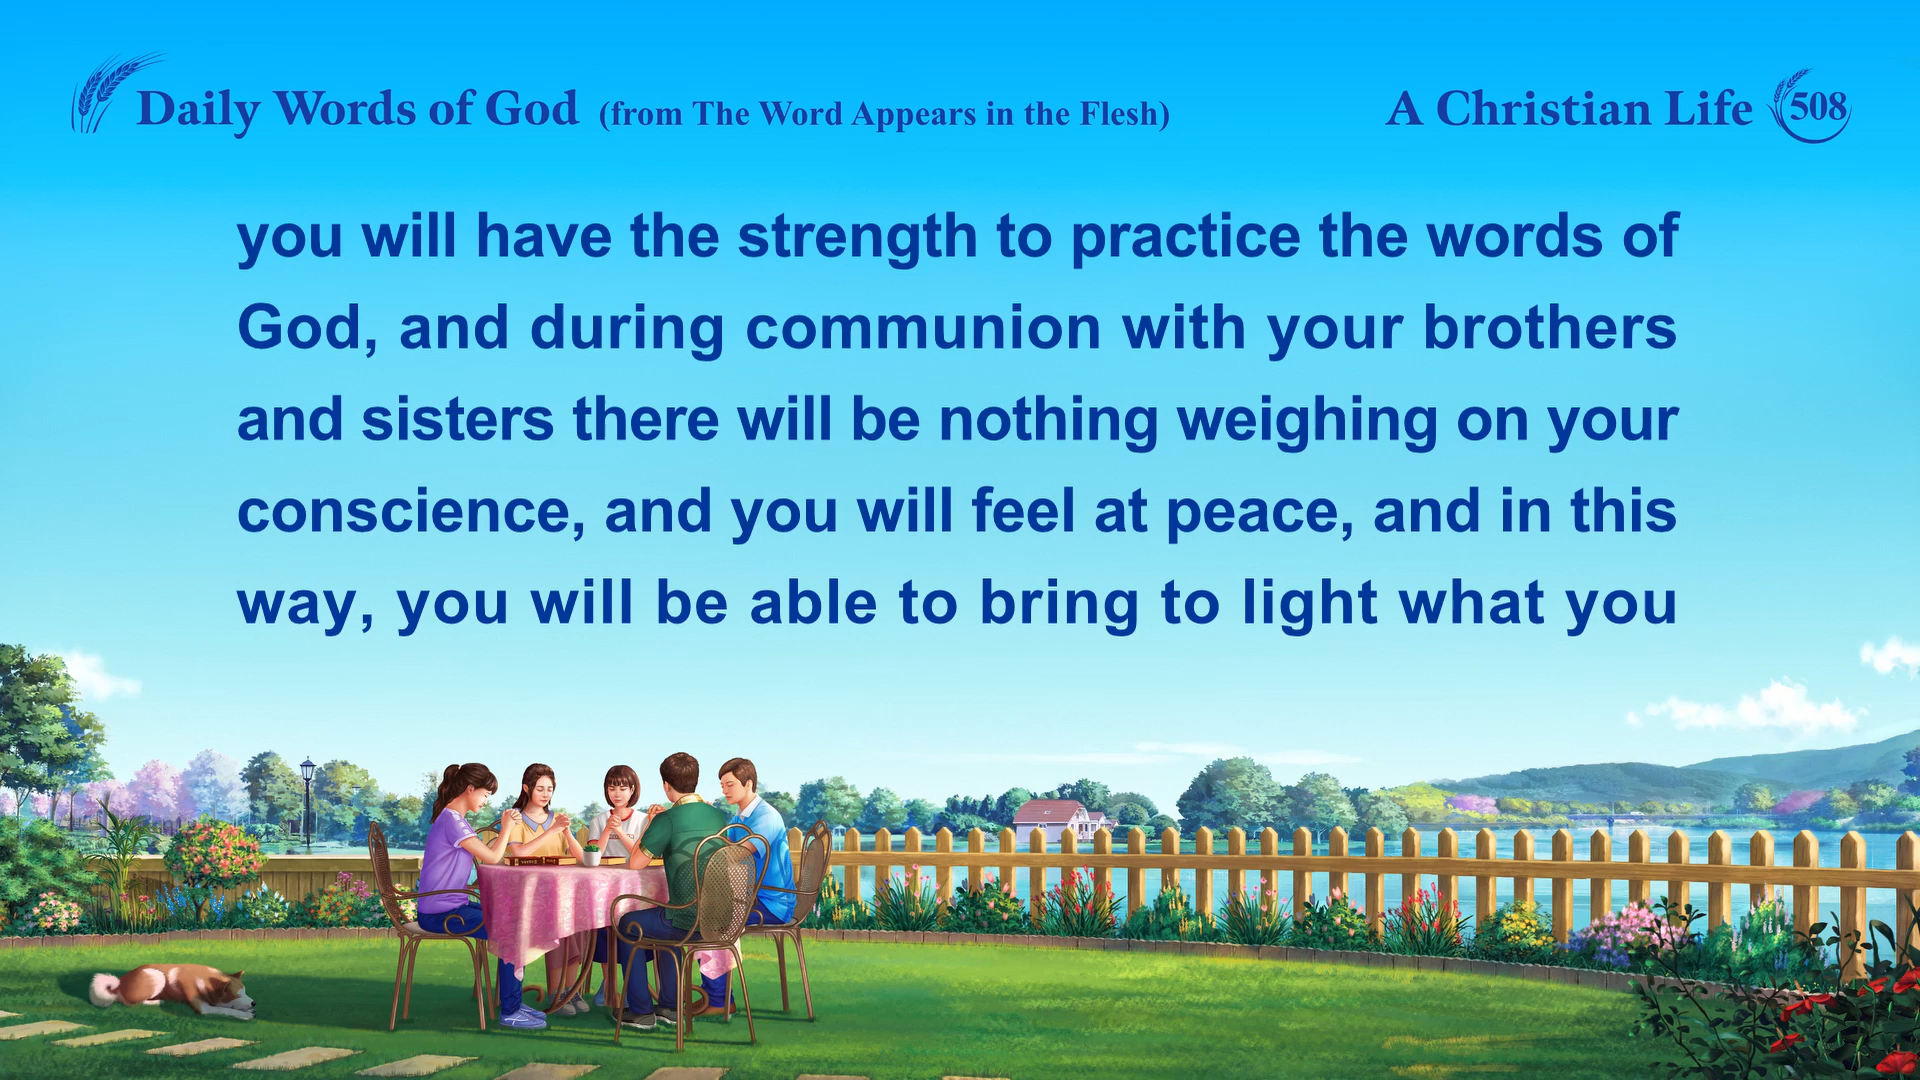 Daily Words of God (from The Word Appears in the Flesh)
A Christian Life 508
you will have the strength to practice the words of
God, and during communion with your brothers
and sisters there will be nothing weighing on your
conscience, and you will feel at peace, and in this
way, you will be able to bring to light what you